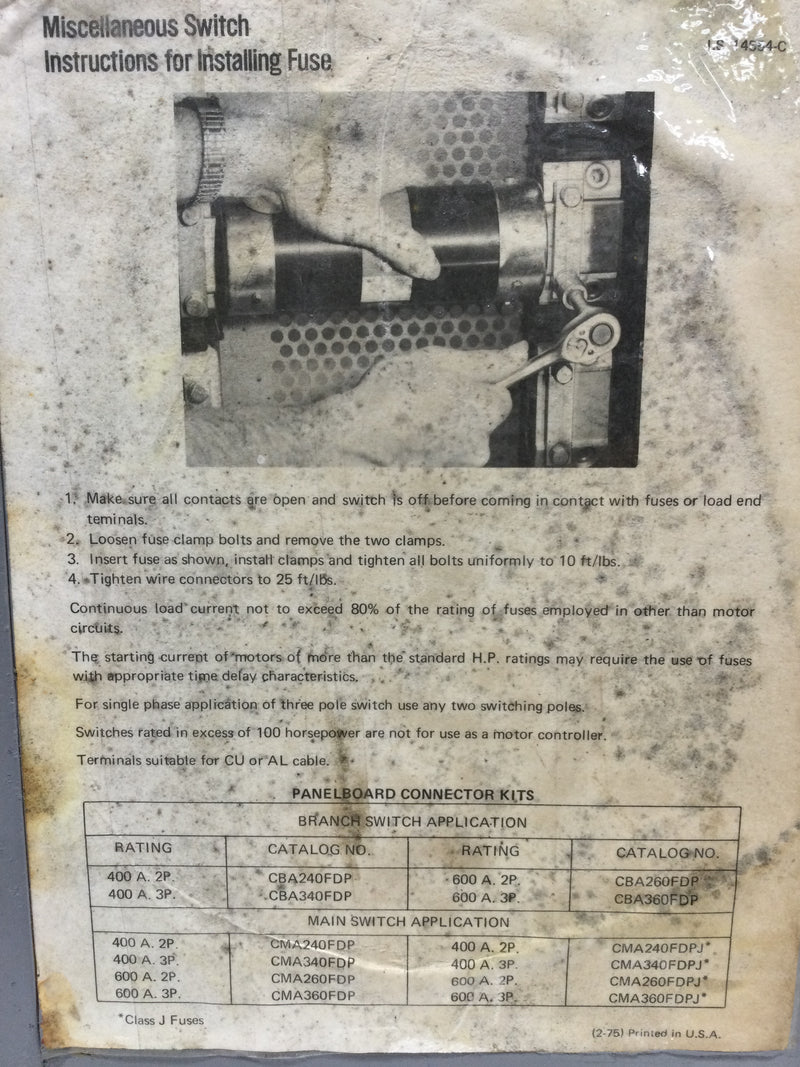 Miscellaneous Switch
Instructions for Installing Fuse
1. Make sure all contacts are open and switch is off before coming in contact with fuses or load end
teminals.
2. Loosen fuse clamp bolts and remove the two clamps.
3. Insert fuse as shown, install clamps and tighten all bolts uniformly to 10 ft/lbs.
4. Tighten wire connectors to 25 ft/lbs.
Continuous load current not to exceed 80% of the rating of fuses employed in other than motor
circuits.
The starting current of motors of more than the standard H.P. ratings may require the use of fuses
with appropriate time delay characteristics.
For single phase application of three pole switch use any two switching poles.
Switches rated in excess of 100 horsepower are not for use as a motor controller.
Terminals suitable for CU or AL cable.
PANELBOARD CONNECTOR KITS
BRANCH SWITCH APPLICATION
RATING CATALOG NO. RATING CATALOG NO.
400 A. 2P. CBA240FDP 600 A. 2P. CBA260FDP
400 A. 3P. CBA340FDP 600 A. 3P. CBA360FDP
MAIN SWITCH APPLICATION
400 A. 2P. CMA240FDP 400 A. 2P. CMA240FDPJ*
400 A. 3P. CMA340FDP 400 A. 3P. CMA340FDPJ*
600 A. 2P. CMA260FDP 600 A. 2P. CMA260FDPJ*
600 A. 3P. CMA360FDP 600 A. 3P. CMA360FDPJ*
*Class J Fuses
(2-75) Printed in U.S.A.